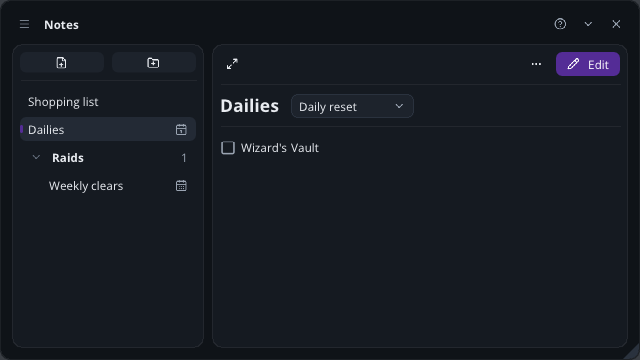 Notes
Edit
Shopping list
Dailies
Raids 1
Weekly clears
Dailies
Daily reset
Wizard's Vault